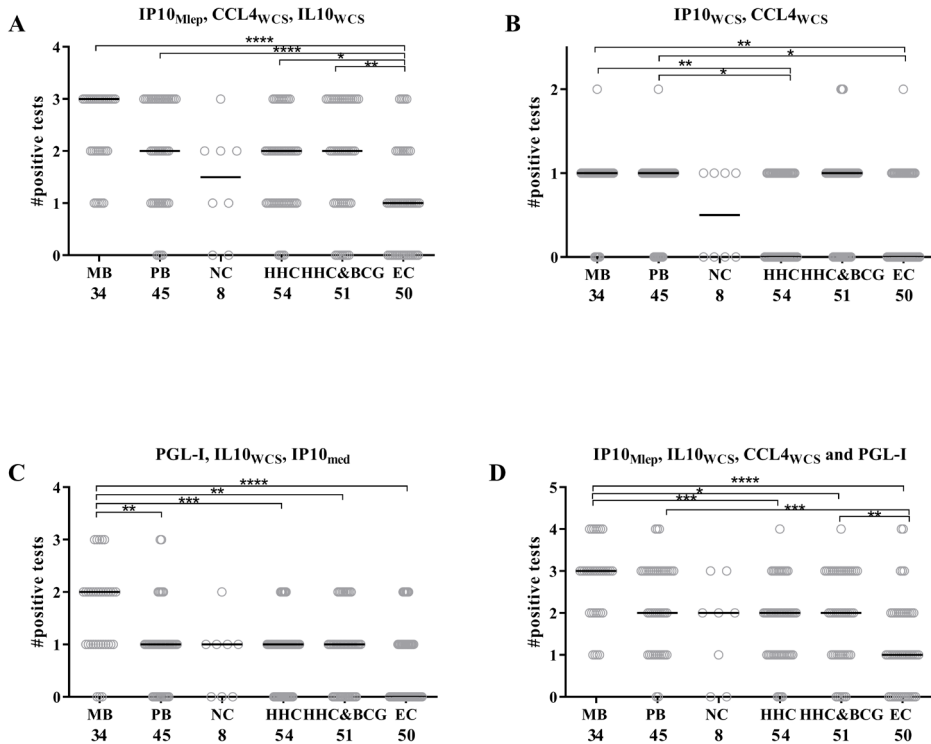 A
IP10Mlep, CCL4WCS, IL10WCS
****
****
*
**
#positive tests
4
3
2
1
0
MB PB NC HHC HHC&BCG EC
34 45 8 54 51 50
B
IP10WCS, CCL4WCS
**
*
**
*
#positive tests
2
1
0
MB PB NC HHC HHC&BCG EC
34 45 8 54 51 50
C
PGL-I, IL10WCS, IP10med
****
**
***
**
#positive tests
4
3
2
1
0
MB PB NC HHC HHC&BCG EC
34 45 8 54 51 50
D
IP10Mlep, IL10WCS, CCL4WCS and PGL-I
****
*
***
***
**
#positive tests
5
4
3
2
1
0
MB PB NC HHC HHC&BCG EC
34 45 8 54 51 50